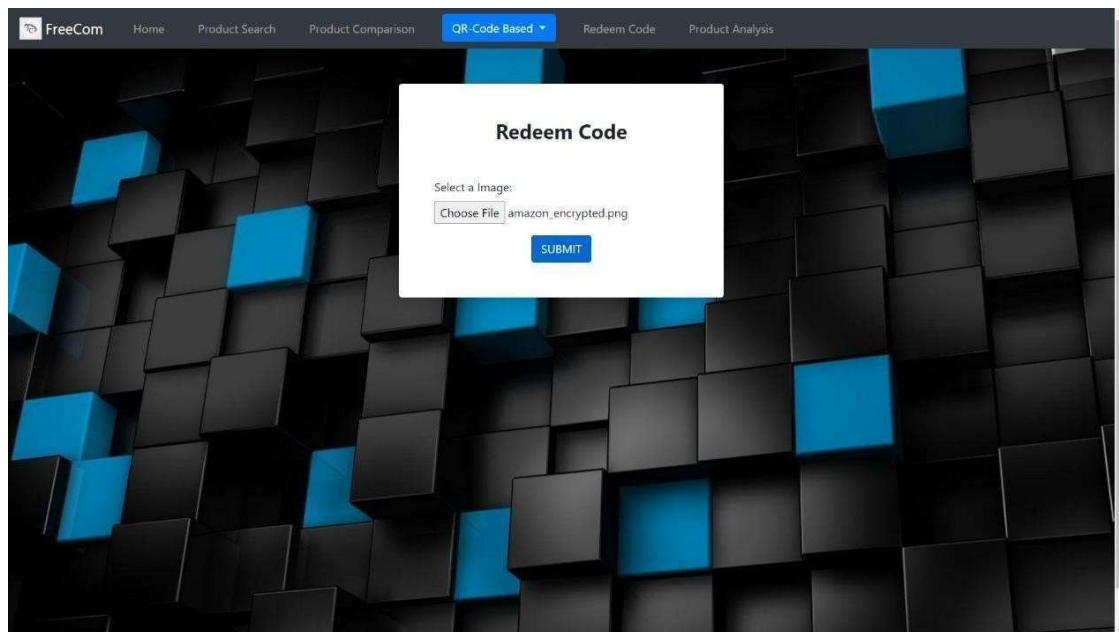 FreeCom Home Product Search Product Comparison QR-Code Based Redeem Code Product Analysis
Redeem Code
Select a Image:
Choose File amazon_encrypted.png
SUBMIT